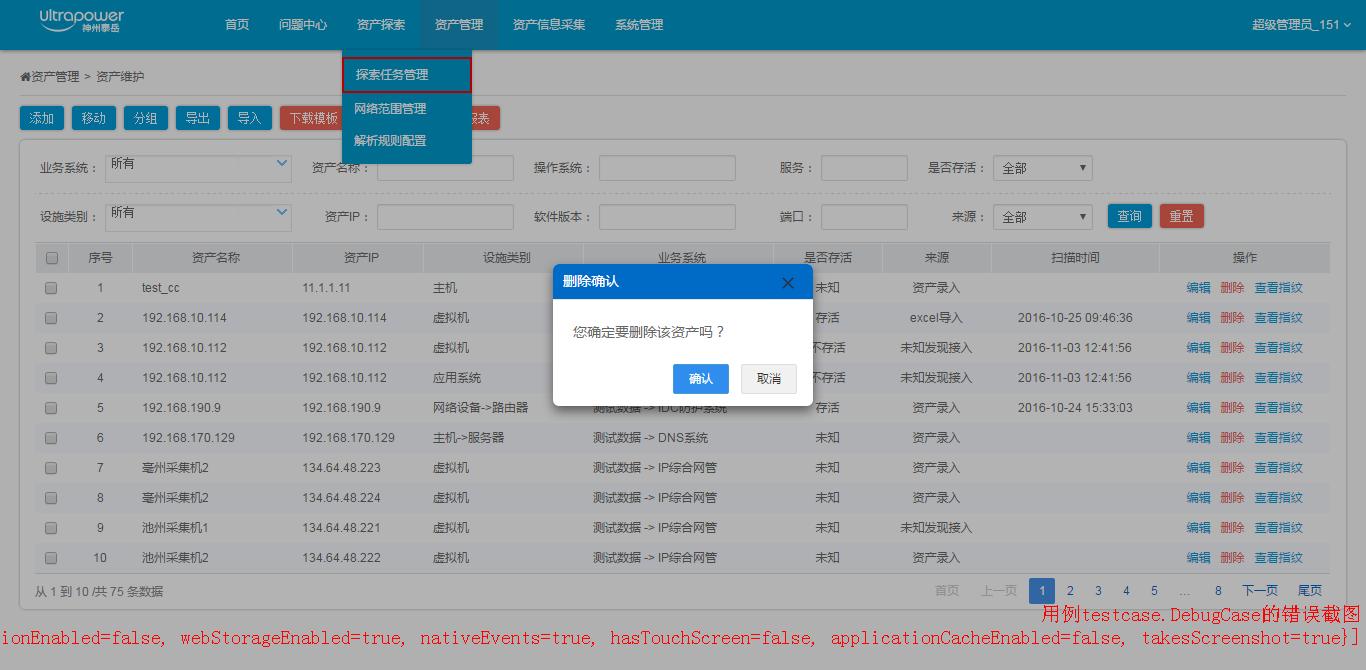 Ultrapower
神州泰岳
首页 问题中心 资产探索 资产管理 资产信息采集 系统管理 超级管理员_151
资产管理 > 资产维护
探索任务管理
网络范围管理
解析规则配置
添加 移动 分组 导出 导入 下载模板 报表
业务系统： 所有 资产名称： 操作系统： 服务： 是否存活： 全部
设施类别： 所有 资产IP： 软件版本： 端口： 来源： 全部 查询 重置
序号 资产名称 资产IP 设施类别 业务系统 是否存活 来源 扫描时间 操作
1 test_cc 11.1.1.11 主机 未知 资产录入 编辑 删除 查看指纹
2 192.168.10.114 192.168.10.114 虚拟机 存活 excel导入 2016-10-25 09:46:36 编辑 删除 查看指纹
3 192.168.10.112 192.168.10.112 虚拟机 不存活 未知发现接入 2016-11-03 12:41:56 编辑 删除 查看指纹
4 192.168.10.112 192.168.10.112 应用系统 不存活 未知发现接入 2016-11-03 12:41:56 编辑 删除 查看指纹
5 192.168.190.9 192.168.190.9 网络设备->路由器 测试数据 -> IDC防护系统 存活 资产录入 2016-10-24 15:33:03 编辑 删除 查看指纹
6 192.168.170.129 192.168.170.129 主机->服务器 测试数据 -> DNS系统 未知 资产录入 编辑 删除 查看指纹
7 亳州采集机2 134.64.48.223 虚拟机 测试数据 -> IP综合网管 未知 资产录入 编辑 删除 查看指纹
8 亳州采集机2 134.64.48.224 虚拟机 测试数据 -> IP综合网管 未知 资产录入 编辑 删除 查看指纹
9 池州采集机1 134.64.48.221 虚拟机 测试数据 -> IP综合网管 未知 未知发现接入 编辑 删除 查看指纹
10 池州采集机2 134.64.48.222 虚拟机 测试数据 -> IP综合网管 未知 资产录入 编辑 删除 查看指纹
删除确认
您确定要删除该资产吗？
确认 取消
从 1 到 10 /共 75 条数据 首页 上一页 1 2 3 4 5 ... 8 下一页 尾页
用例testcase.DebugCase的错误截图
ionEnabled=false, webStorageEnabled=true, nativeEvents=true, hasTouchScreen=false, applicationCacheEnabled=false, takesScreenshot=true}]